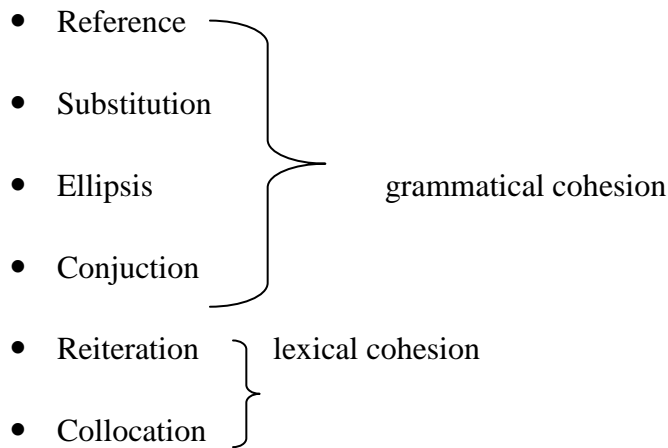 • Reference
• Substitution
• Ellipsis grammatical cohesion
• Conjuction
• Reiteration lexical cohesion
• Collocation